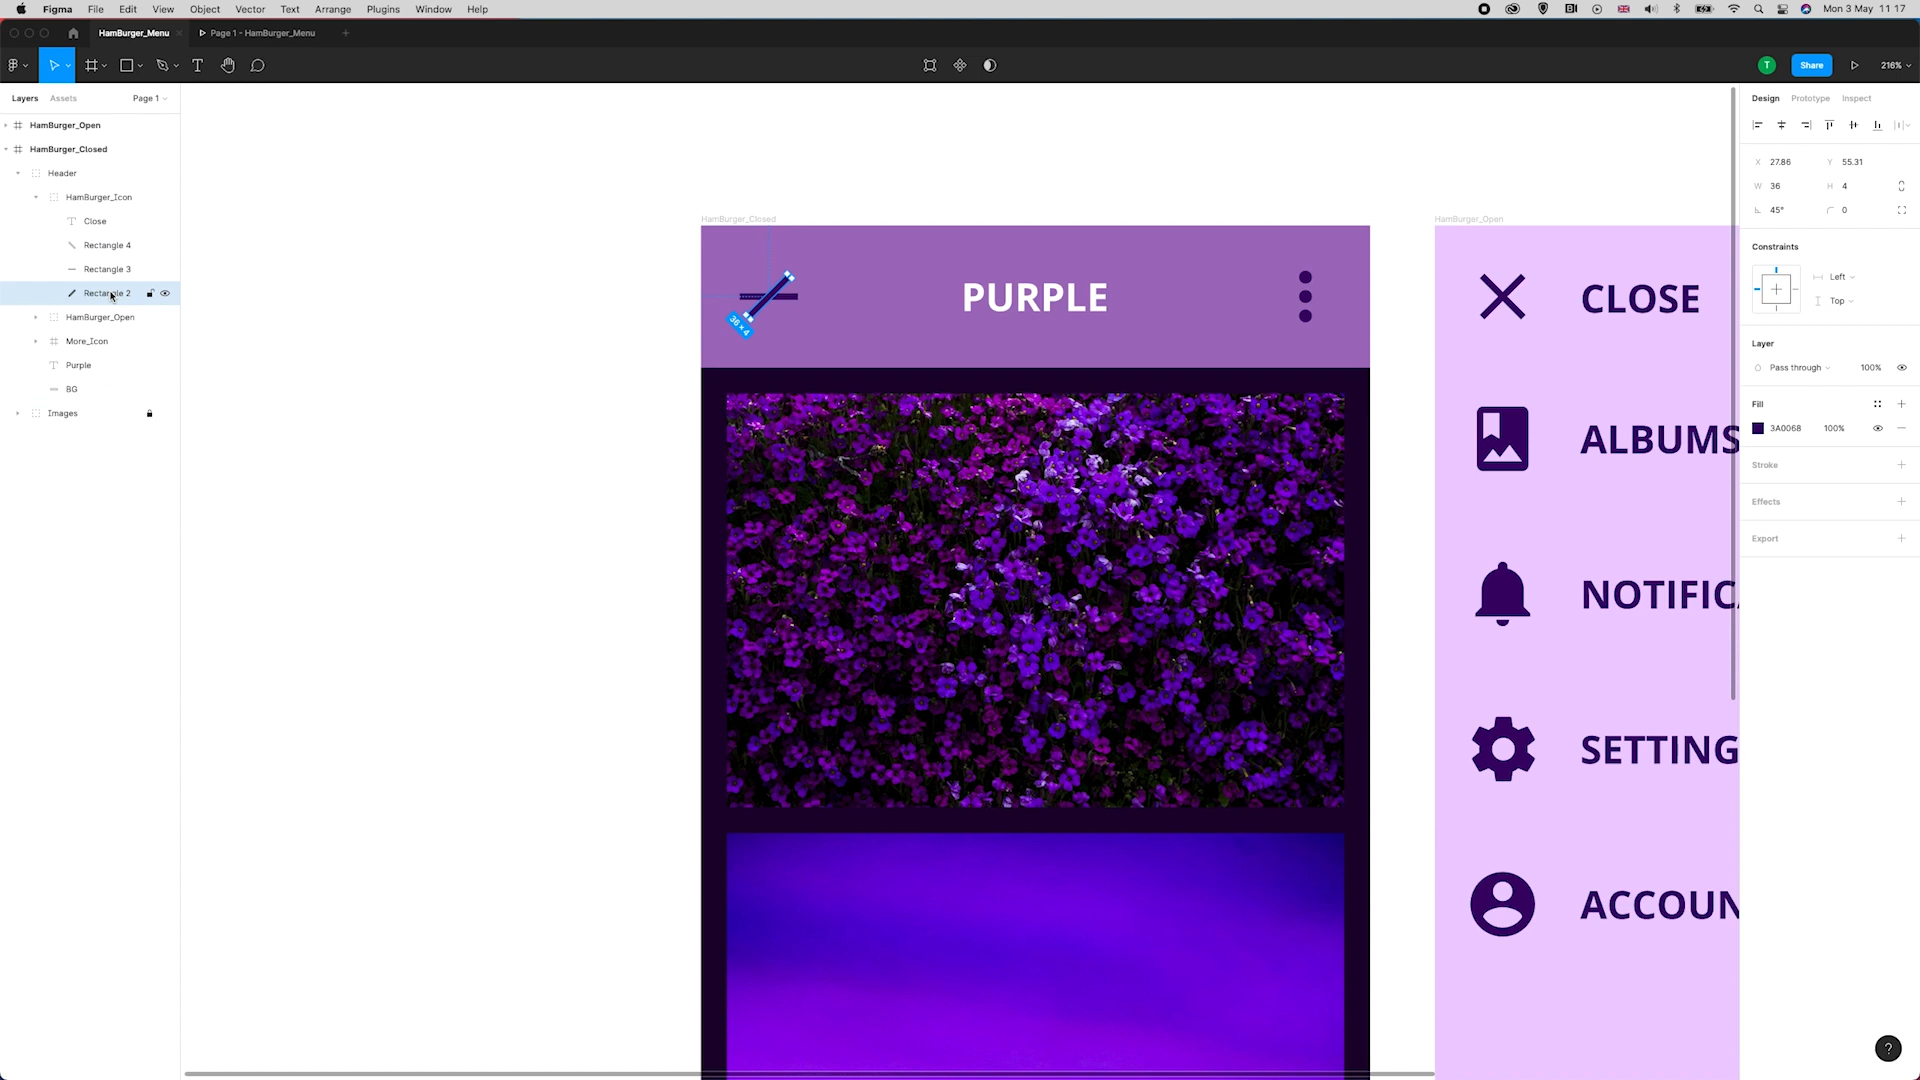 Figma File Edit View Object Vector Text Arrange Plugins Window Help Mon 3 May 11 17
HamBurger_Menu Page 1 - HamBurger_Menu
T Share 216%
Layers Assets Page 1
Design Prototype Inspect
HamBurger_Open
HamBurger_Closed
Header
HamBurger_Icon
Close
Rectangle 4
Rectangle 3
Rectangle 2
HamBurger_Open
More_Icon
Purple
BG
Images
HamBurger_Closed
PURPLE
36 × 4
HamBurger_Open
CLOSE
ALBUMS
NOTIFICA
SETTING
ACCOUN
X 27.86 Y 55.31
W 36 H 4
45° 0
Constraints
Left
Top
Layer
Pass through 100%
Fill
3A0068 100%
Stroke
Effects
Export
?